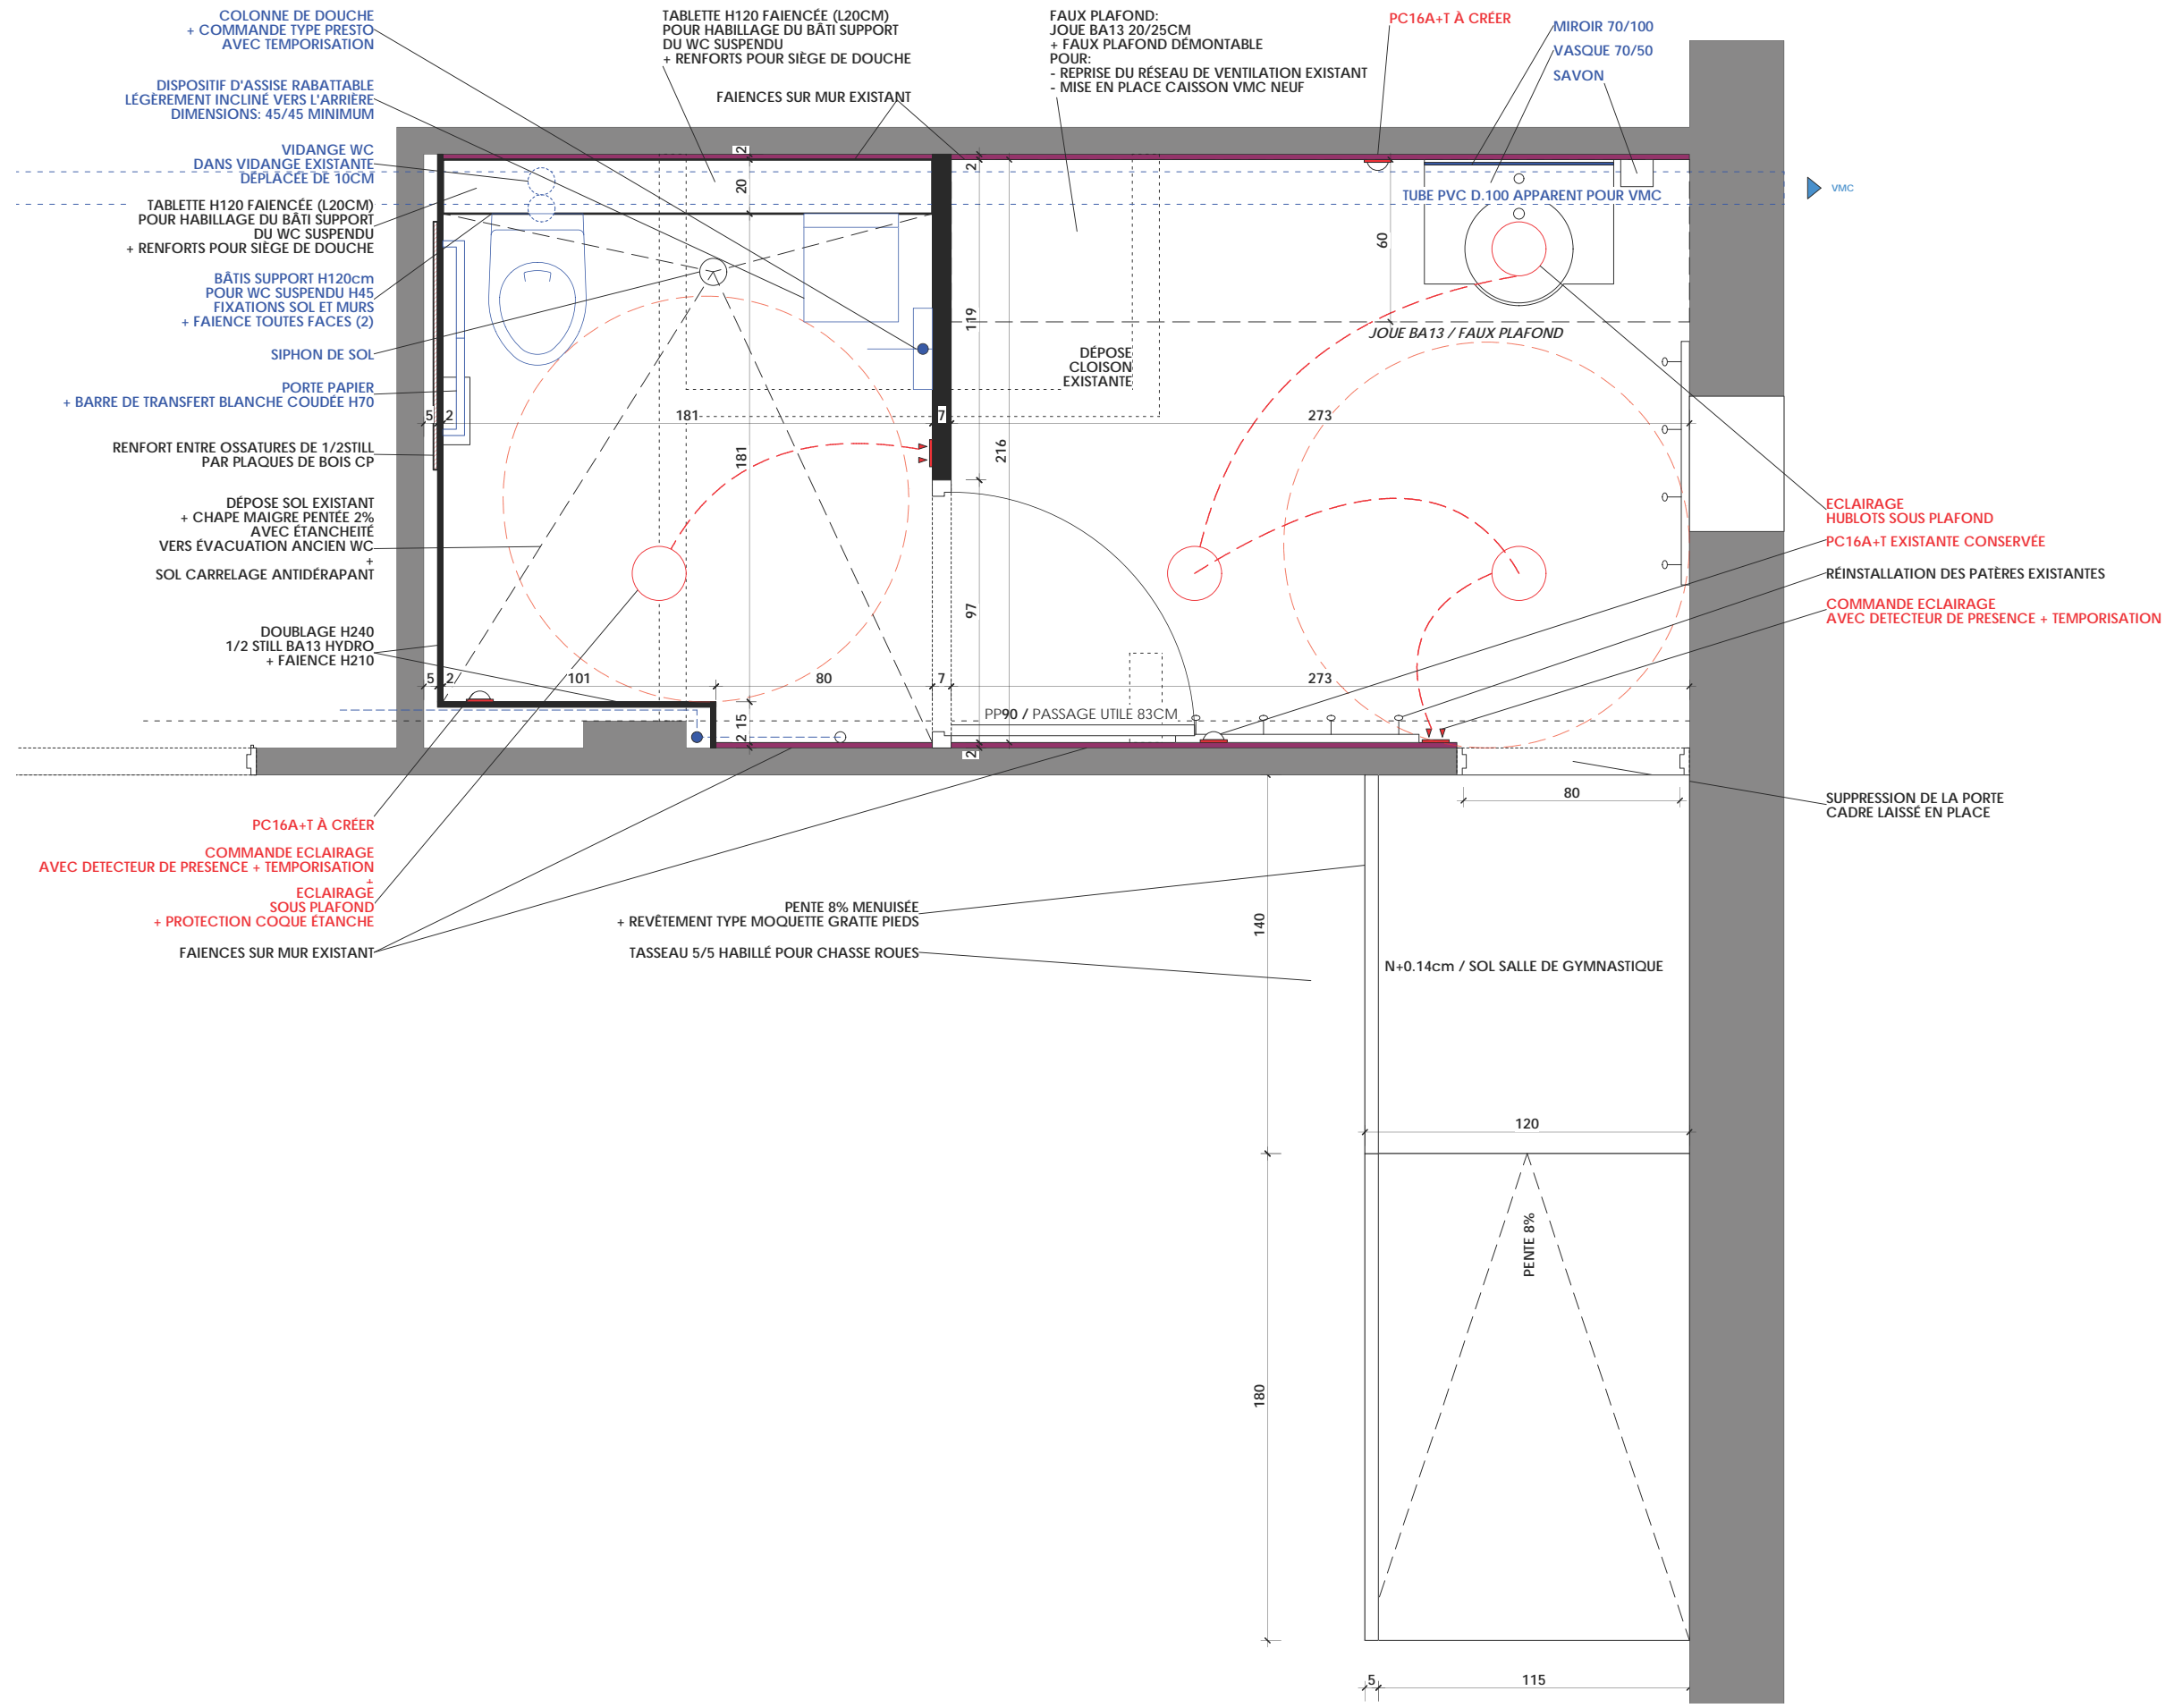 COLONNE DE DOUCHE
+ COMMANDE TYPE PRESTO
AVEC TEMPORISATION
DISPOSITIF D'ASSISE RABATTABLE
LÉGÈREMENT INCLINÉ VERS L'ARRIÈRE
DIMENSIONS: 45/45 MINIMUM
VIDANGE WC
DANS VIDANGE EXISTANTE
DÉPLACÉE DE 10CM
TABLETTE H120 FAIENCÉE (L20CM)
POUR HABILLAGE DU BÂTI SUPPORT
DU WC SUSPENDU
+ RENFORTS POUR SIÈGE DE DOUCHE
BÂTIS SUPPORT H120cm
POUR WC SUSPENDU H45
FIXATIONS SOL ET MURS
+ FAIENCE TOUTES FACES (2)
SIPHON DE SOL
PORTE PAPIER
+ BARRE DE TRANSFERT BLANCHE COUDÉE H70
RENFORT ENTRE OSSATURES DE 1/2STILL
PAR PLAQUES DE BOIS CP
DÉPOSE SOL EXISTANT
+ CHAPE MAIGRE PENTÉE 2%
AVEC ÉTANCHEITÉ
VERS ÉVACUATION ANCIEN WC
+
SOL CARRELAGE ANTIDÉRAPANT
DOUBLAGE H240
1/2 STILL BA13 HYDRO
+ FAIENCE H210
PC16A+T À CRÉER
COMMANDE ECLAIRAGE
AVEC DETECTEUR DE PRESENCE + TEMPORISATION
+
ECLAIRAGE
SOUS PLAFOND
+ PROTECTION COQUE ÉTANCHE
FAIENCES SUR MUR EXISTANT
TABLETTE H120 FAIENCÉE (L20CM)
POUR HABILLAGE DU BÂTI SUPPORT
DU WC SUSPENDU
+ RENFORTS POUR SIÈGE DE DOUCHE
FAIENCES SUR MUR EXISTANT
FAUX PLAFOND:
JOUE BA13 20/25CM
+ FAUX PLAFOND DÉMONTABLE
POUR:
- REPRISE DU RÉSEAU DE VENTILATION EXISTANT
- MISE EN PLACE CAISSON VMC NEUF
PC16A+T À CRÉER
MIROIR 70/100
VASQUE 70/50
SAVON
VMC
TUBE PVC D.100 APPARENT POUR VMC
2
20
2
60
119
JOUE BA13 / FAUX PLAFOND
DÉPOSE
CLOISON
EXISTANTE
5
2
181
7
273
181
216
97
5
2
101
80
7
273
15
2
2
PP90 / PASSAGE UTILE 83CM
ECLAIRAGE
HUBLOTS SOUS PLAFOND
PC16A+T EXISTANTE CONSERVÉE
RÉINSTALLATION DES PATÈRES EXISTANTES
COMMANDE ECLAIRAGE
AVEC DETECTEUR DE PRESENCE + TEMPORISATION
80
SUPPRESSION DE LA PORTE
CADRE LAISSÉ EN PLACE
PENTE 8% MENUISÉE
+ REVÊTEMENT TYPE MOQUETTE GRATTE PIEDS
TASSEAU 5/5 HABILLÉ POUR CHASSE ROUES
140
N+0.14cm / SOL SALLE DE GYMNASTIQUE
120
PENTE 8%
180
5
115